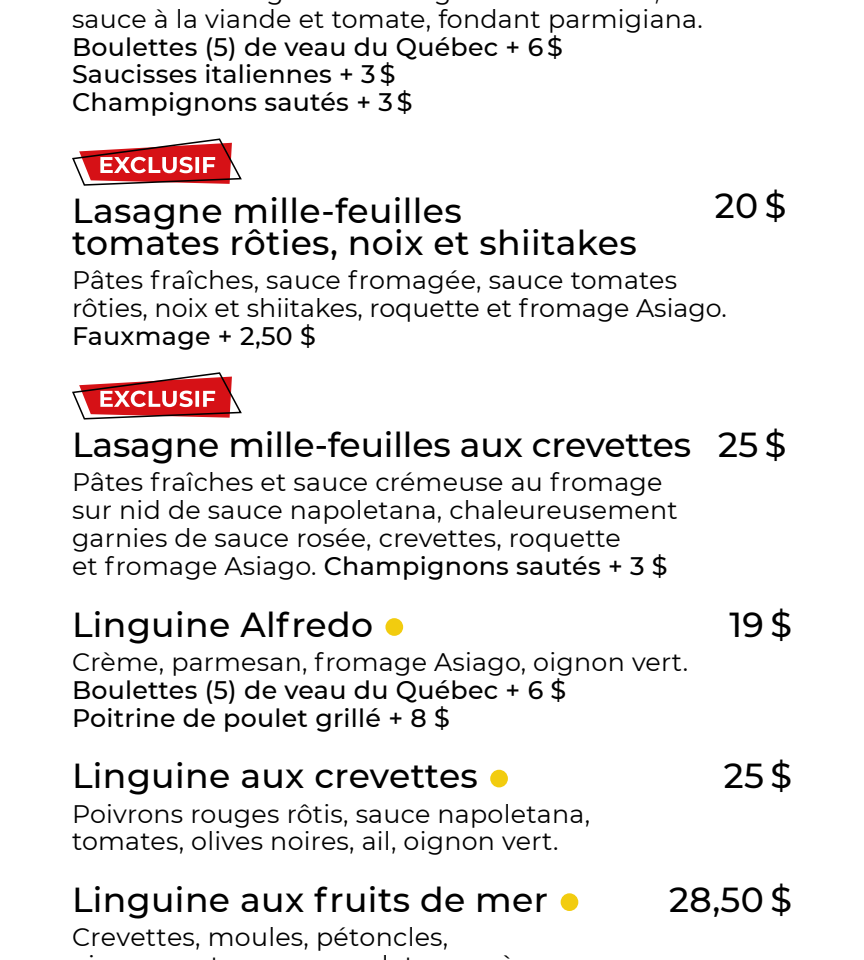 sauce à la viande et tomate, fondant parmigiana.
Boulettes (5) de veau du Québec + 6 $
Saucisses italiennes + 3 $
Champignons sautés + 3 $
EXCLUSIF
Lasagne mille-feuilles
tomates rôties, noix et shiitakes 20 $
Pâtes fraîches, sauce fromagée, sauce tomates
rôties, noix et shiitakes, roquette et fromage Asiago.
Fauxmage + 2,50 $
EXCLUSIF
Lasagne mille-feuilles aux crevettes 25 $
Pâtes fraîches et sauce crémeuse au fromage
sur nid de sauce napoletana, chaleureusement
garnies de sauce rosée, crevettes, roquette
et fromage Asiago. Champignons sautés + 3 $
Linguine Alfredo 19 $
Crème, parmesan, fromage Asiago, oignon vert.
Boulettes (5) de veau du Québec + 6 $
Poitrine de poulet grillé + 8 $
Linguine aux crevettes 25 $
Poivrons rouges rôtis, sauce napoletana,
tomates, olives noires, ail, oignon vert.
Linguine aux fruits de mer 28,50 $
Crevettes, moules, pétoncles,